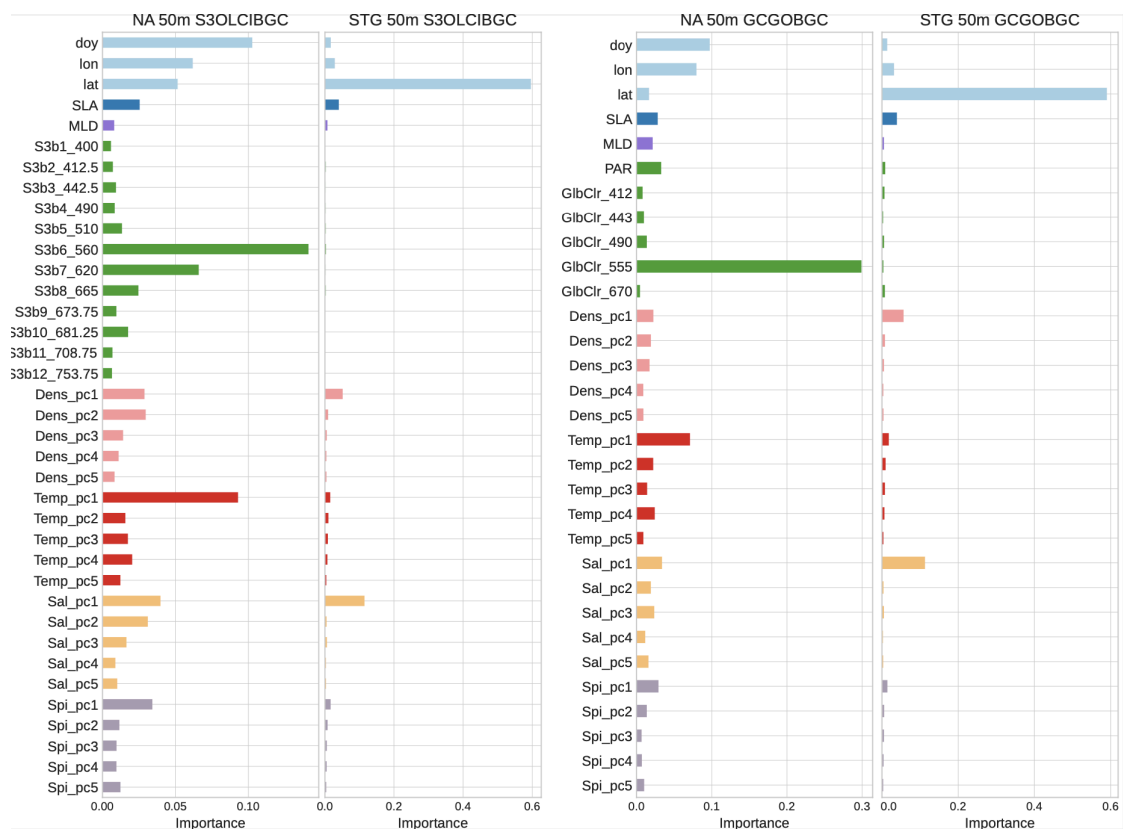 NA 50m S3OLCIBGC
STG 50m S3OLCIBGC
doy
lon
lat
SLA
MLD
S3b1_400
S3b2_412.5
S3b3_442.5
S3b4_490
S3b5_510
S3b6_560
S3b7_620
S3b8_665
S3b9_673.75
S3b10_681.25
S3b11_708.75
S3b12_753.75
Dens_pc1
Dens_pc2
Dens_pc3
Dens_pc4
Dens_pc5
Temp_pc1
Temp_pc2
Temp_pc3
Temp_pc4
Temp_pc5
Sal_pc1
Sal_pc2
Sal_pc3
Sal_pc4
Sal_pc5
Spi_pc1
Spi_pc2
Spi_pc3
Spi_pc4
Spi_pc5
0.00 0.05 0.10
Importance
0.0 0.2 0.4 0.6
Importance
NA 50m GCGOBGC
STG 50m GCGOBGC
doy
lon
lat
SLA
MLD
PAR
GlbClr_412
GlbClr_443
GlbClr_490
GlbClr_555
GlbClr_670
Dens_pc1
Dens_pc2
Dens_pc3
Dens_pc4
Dens_pc5
Temp_pc1
Temp_pc2
Temp_pc3
Temp_pc4
Temp_pc5
Sal_pc1
Sal_pc2
Sal_pc3
Sal_pc4
Sal_pc5
Spi_pc1
Spi_pc2
Spi_pc3
Spi_pc4
Spi_pc5
0.0 0.1 0.2 0.3
Importance
0.0 0.2 0.4 0.6
Importance